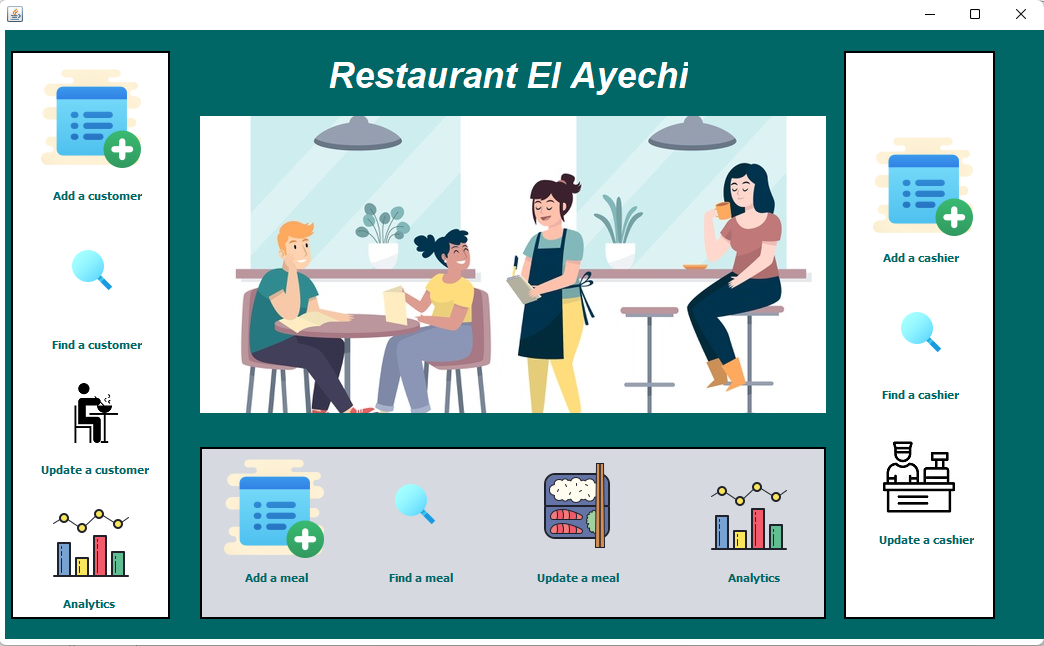 Restaurant El Ayechi
Add a customer
Find a customer
Update a customer
Analytics
Add a meal
Find a meal
Update a meal
Analytics
Add a cashier
Find a cashier
Update a cashier